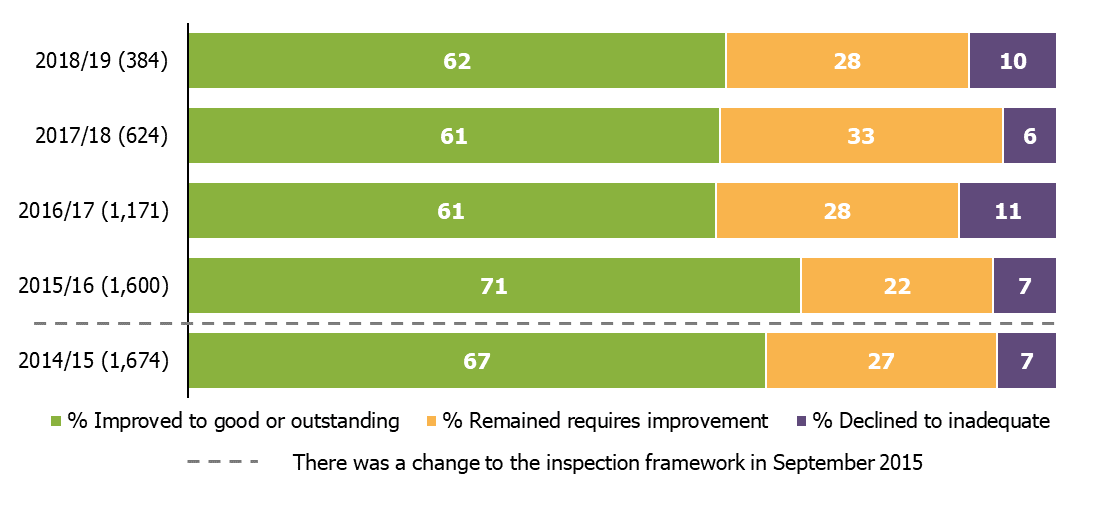 2018/19 (384) 62 28 10
2017/18 (624) 61 33 6
2016/17 (1,171) 61 28 11
2015/16 (1,600) 71 22 7
2014/15 (1,674) 67 27 7
% Improved to good or outstanding % Remained requires improvement % Declined to inadequate
There was a change to the inspection framework in September 2015